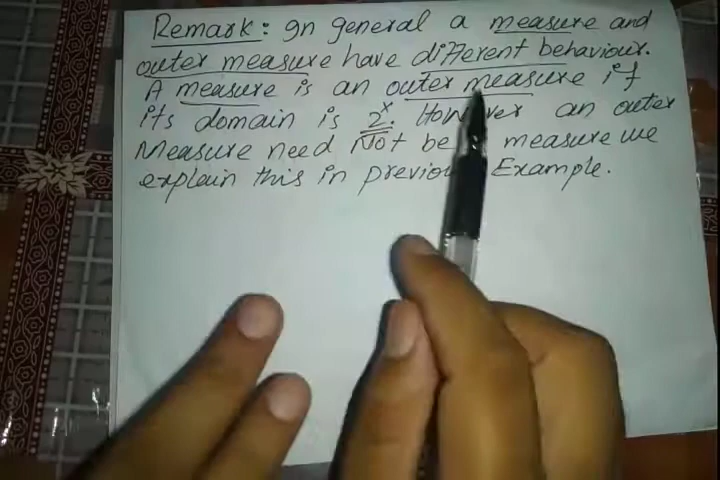 Remark: In general a measure and
outer measure have different behaviour.
A measure is an outer measure if
its domain is 2^X. However an outer
Measure need Not be measure we
explain this in previous Example.